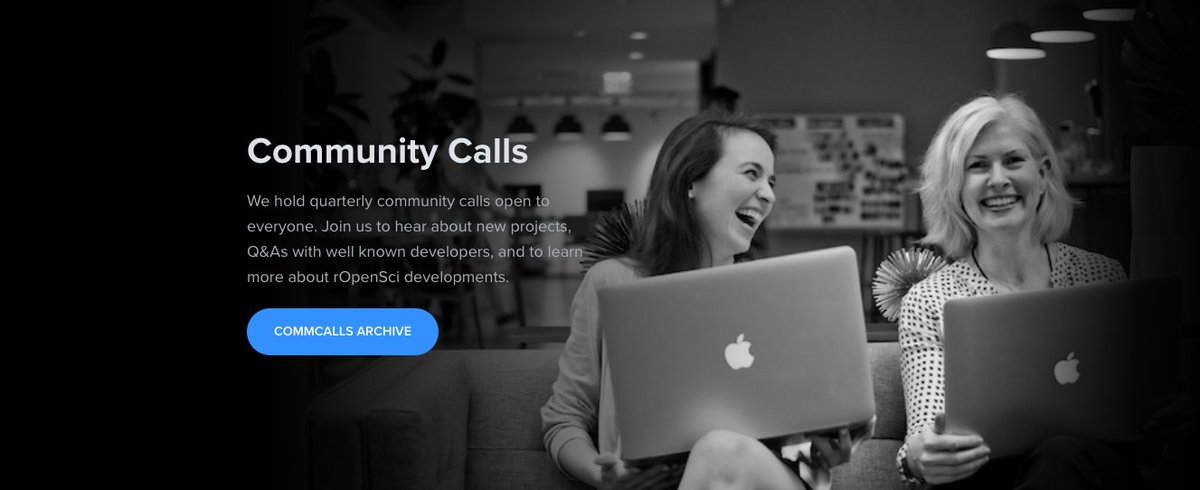 Community Calls
We hold quarterly community calls open to
everyone. Join us to hear about new projects,
Q&As with well known developers, and to learn
more about rOpenSci developments.
COMMCALLS ARCHIVE